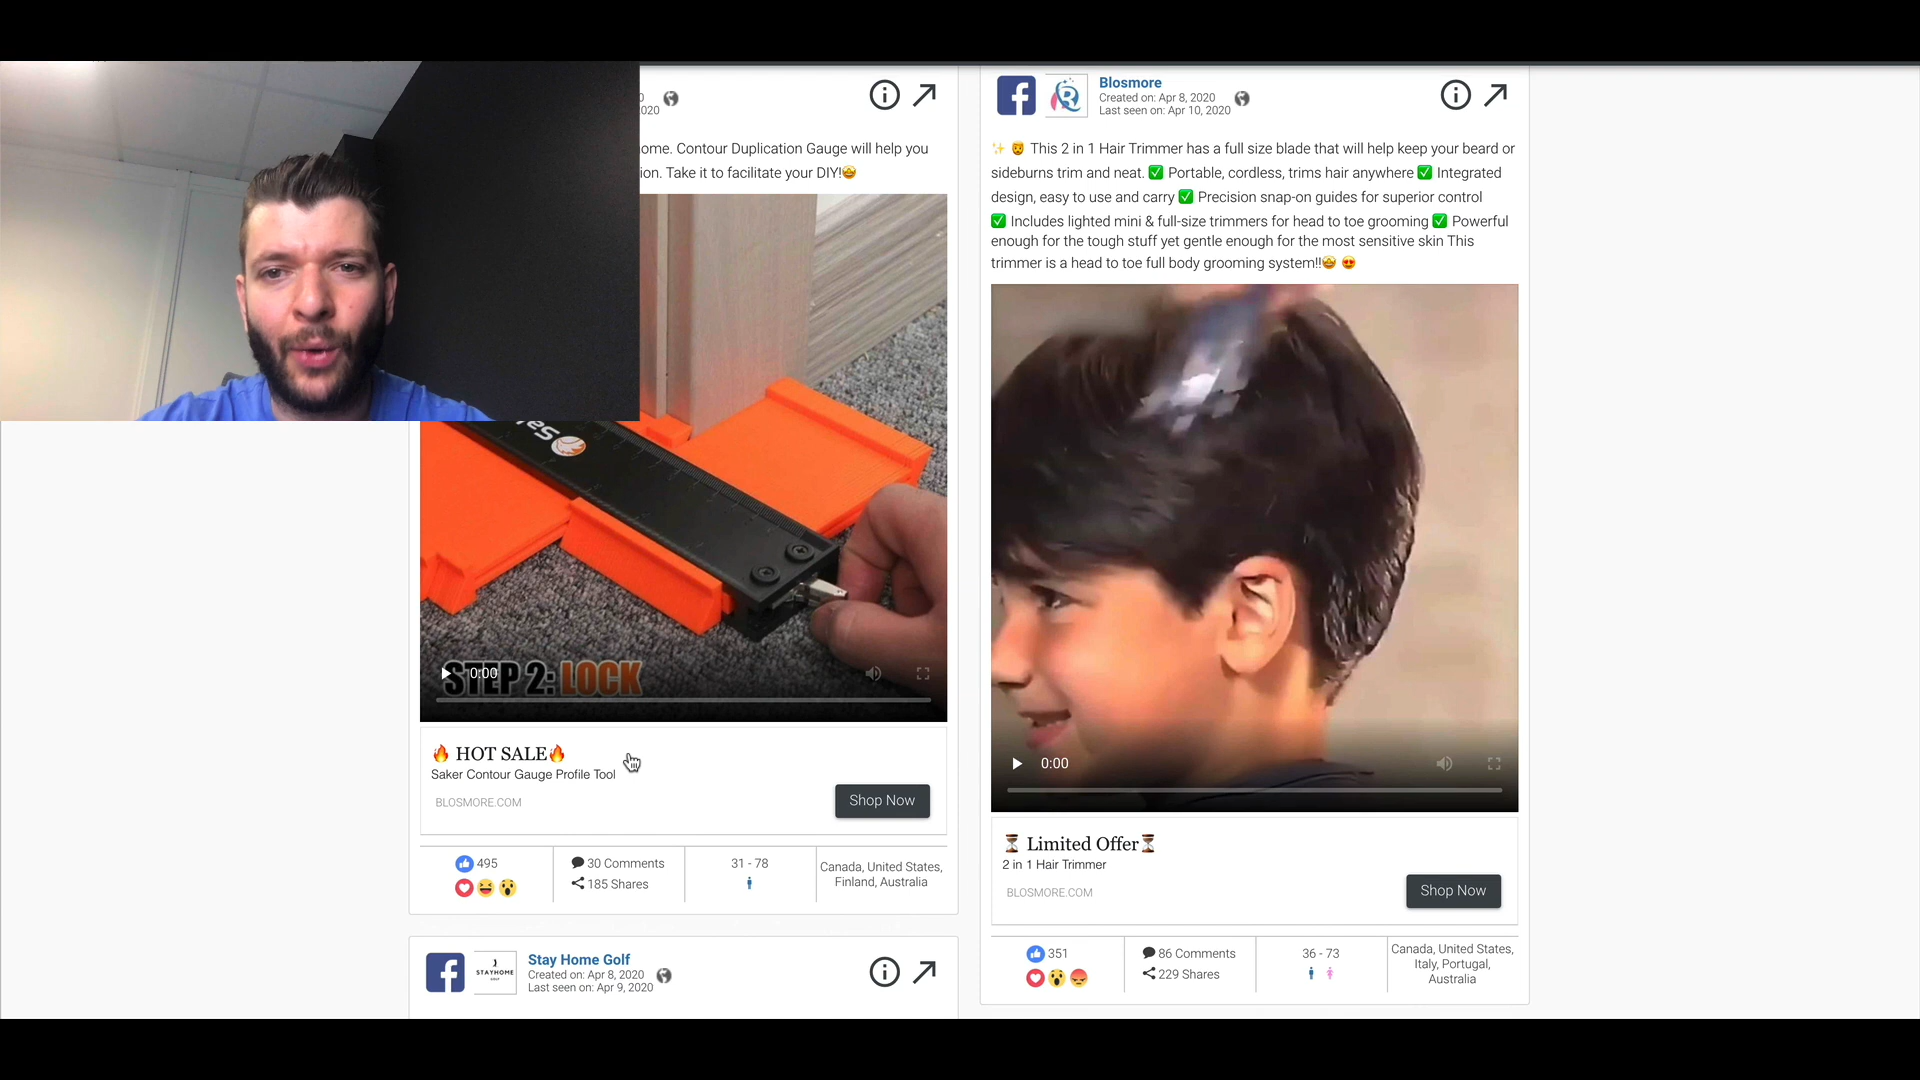 0
020
ome. Contour Duplication Gauge will help you
ion. Take it to facilitate your DIY!🤩
STEP 2: LOCK
0:00
🔥 HOT SALE🔥
Saker Contour Gauge Profile Tool
BLOSMORE.COM
Shop Now
495
30 Comments
185 Shares
31 - 78
Canada, United States,
Finland, Australia
Stay Home Golf
Created on: Apr 8, 2020
Last seen on: Apr 9, 2020
STAYHOME
GOLF
Blosmore
Created on: Apr 8, 2020
Last seen on: Apr 10, 2020
✨ 🧔 This 2 in 1 Hair Trimmer has a full size blade that will help keep your beard or
sideburns trim and neat. ✅ Portable, cordless, trims hair anywhere ✅ Integrated
design, easy to use and carry ✅ Precision snap-on guides for superior control
✅ Includes lighted mini & full-size trimmers for head to toe grooming ✅ Powerful
enough for the tough stuff yet gentle enough for the most sensitive skin This
trimmer is a head to toe full body grooming system!!🤩 😍
0:00
⏳ Limited Offer⏳
2 in 1 Hair Trimmer
BLOSMORE.COM
Shop Now
351
86 Comments
229 Shares
36 - 73
Canada, United States,
Italy, Portugal,
Australia